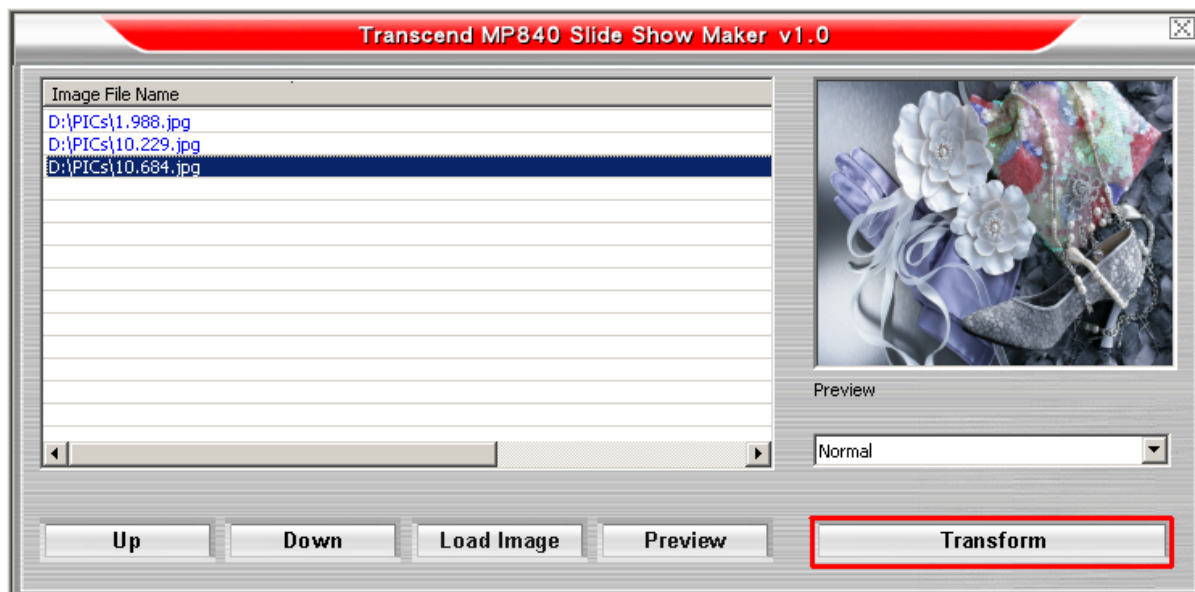 Transcend MP840 Slide Show Maker v1.0
Image File Name
D:\PICs\1.988.jpg
D:\PICs\10.229.jpg
D:\PICs\10.684.jpg
Preview
Normal
Up
Down
Load Image
Preview
Transform